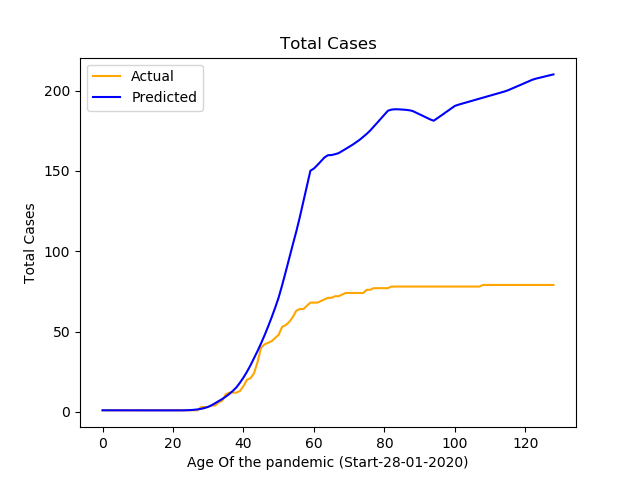 Total Cases
Actual
Predicted
200
150
100
50
0
Total Cases
0 20 40 60 80 100 120
Age Of the pandemic (Start-28-01-2020)